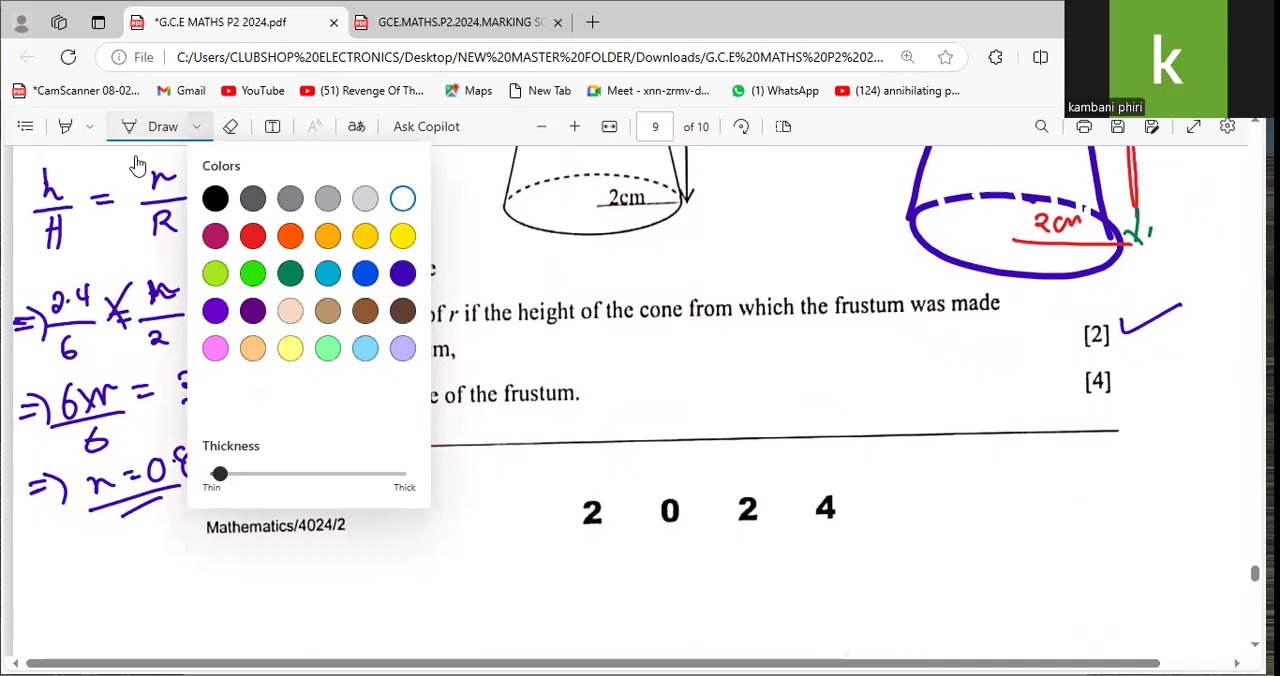 *G.C.E MATHS P2 2024.pdf
GCE.MATHS.P2.2024.MARKING SC
File
C:/Users/CLUBSHOP%20ELECTRONICS/Desktop/NEW%20MASTER%20FOLDER/Downloads/G.C.E%20MATHS%20P2%202...
k
kambani phiri
*CamScanner 08-02...
Gmail
YouTube
(51) Revenge Of Th...
Maps
New Tab
Meet - xnn-zrmv-d...
(1) WhatsApp
(124) annihilating p...
Draw
Ask Copilot
9 of 10
Colors
h/H = r/R
2cm
2cm
2.4/6 = r/2
of r if the height of the cone from which the frustum was made
[2]
m,
=> 6xr/6 =
e of the frustum.
[4]
Thickness
Thin
Thick
=> r = 0.8
2 0 2 4
Mathematics/4024/2